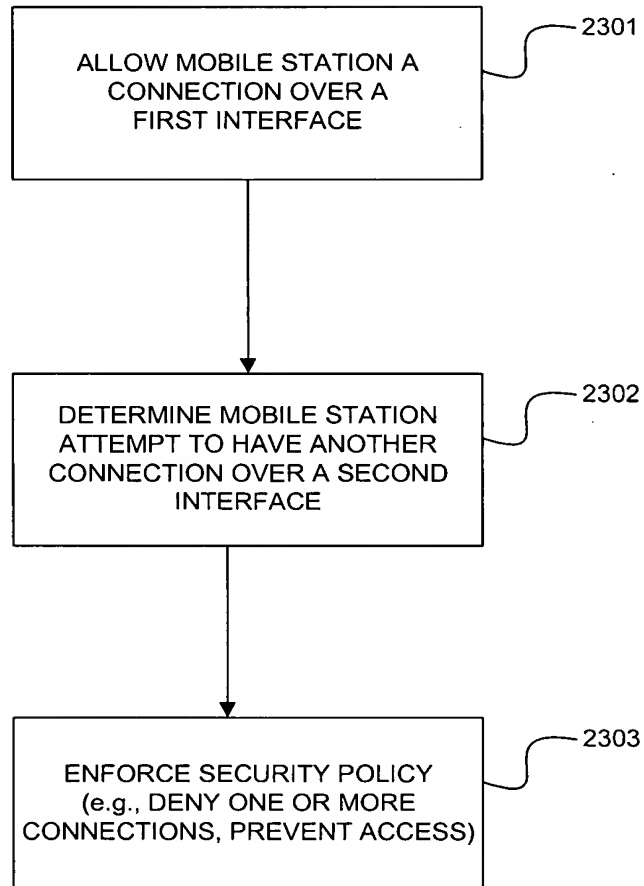 2301
ALLOW MOBILE STATION A
CONNECTION OVER A
FIRST INTERFACE
2302
DETERMINE MOBILE STATION
ATTEMPT TO HAVE ANOTHER
CONNECTION OVER A SECOND
INTERFACE
2303
ENFORCE SECURITY POLICY
(e.g., DENY ONE OR MORE
CONNECTIONS, PREVENT ACCESS)